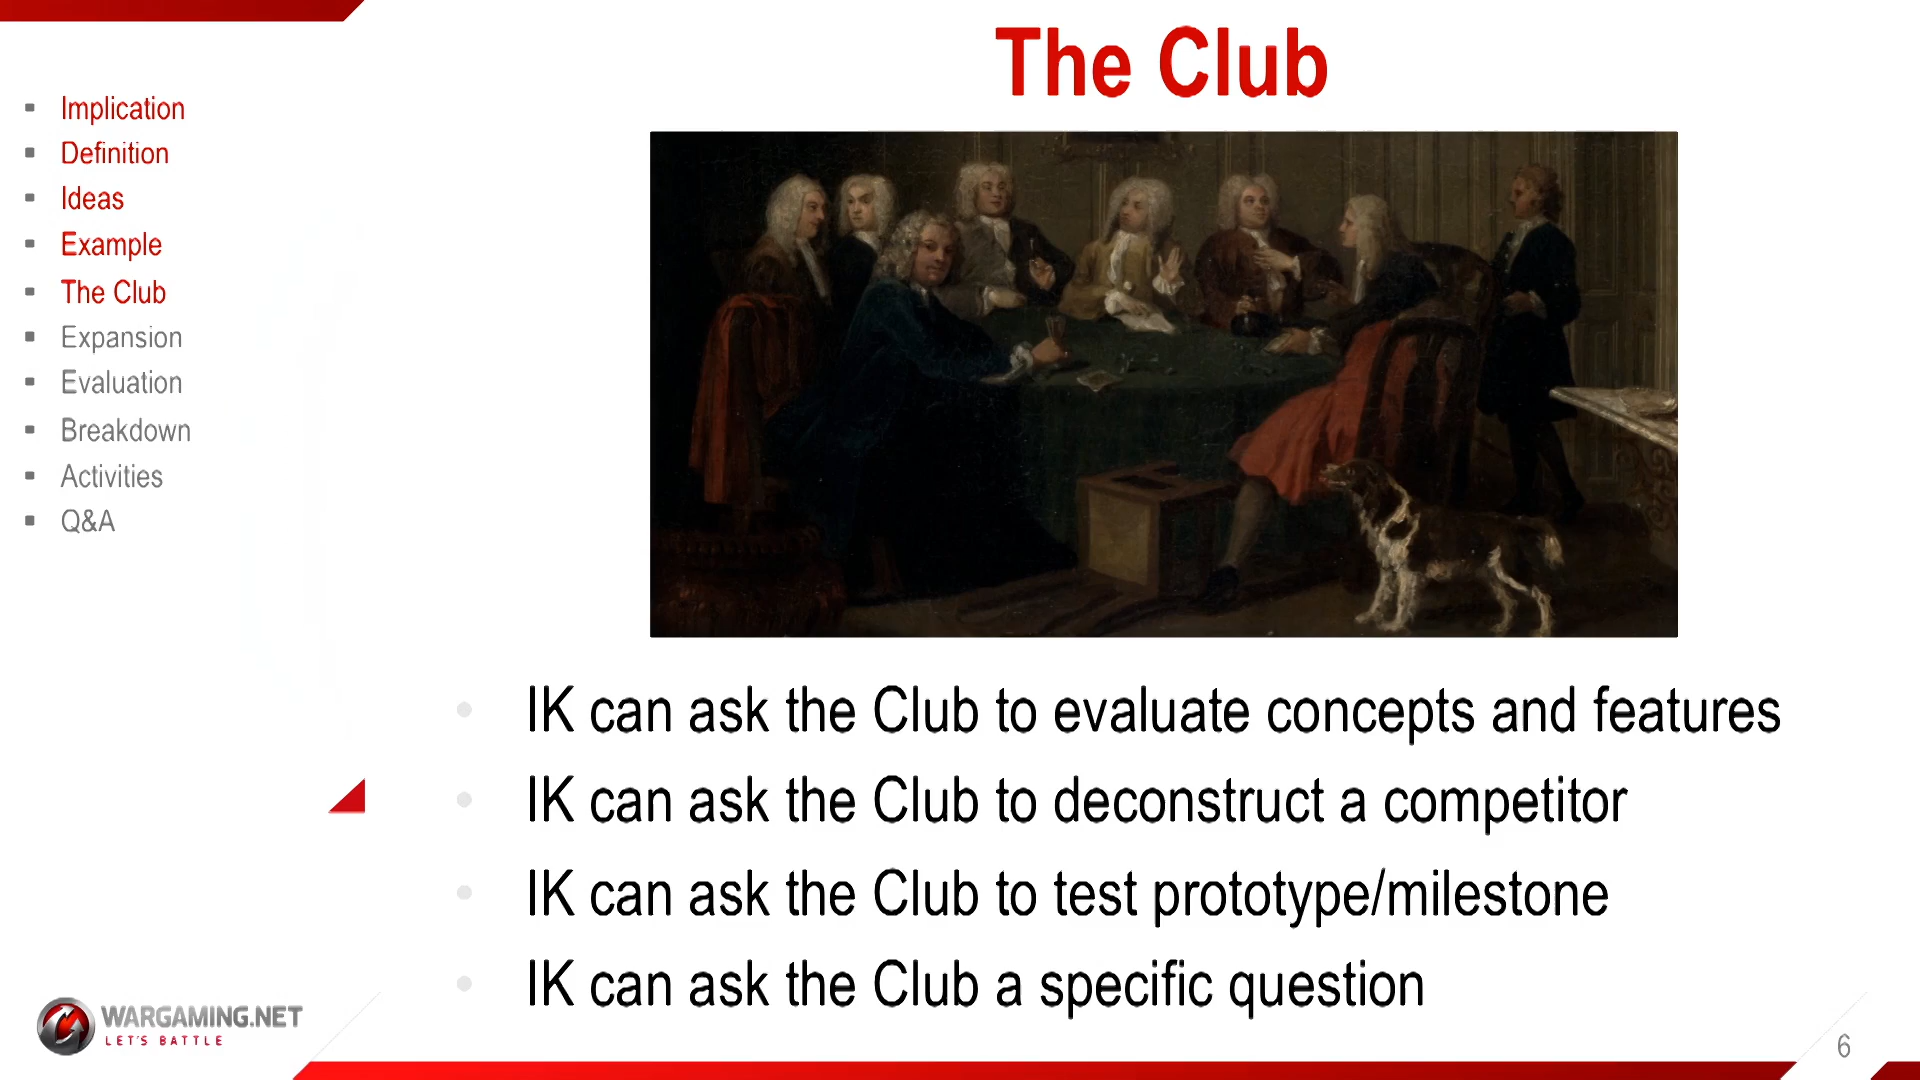 The Club
Implication
Definition
Ideas
Example
The Club
Expansion
Evaluation
Breakdown
Activities
Q&A
IK can ask the Club to evaluate concepts and features
IK can ask the Club to deconstruct a competitor
IK can ask the Club to test prototype/milestone
IK can ask the Club a specific question
WARGAMING.NET
LET'S BATTLE
6